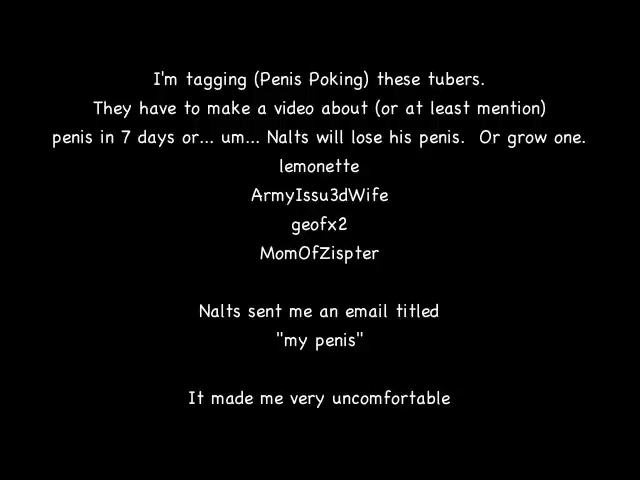 I'm tagging (Penis Poking) these tubers.
They have to make a video about (or at least mention)
penis in 7 days or... um... Nalts will lose his penis.  Or grow one.
lemonette
ArmyIssu3dWife
geofx2
MomOfZispter
Nalts sent me an email titled
"my penis"
It made me very uncomfortable